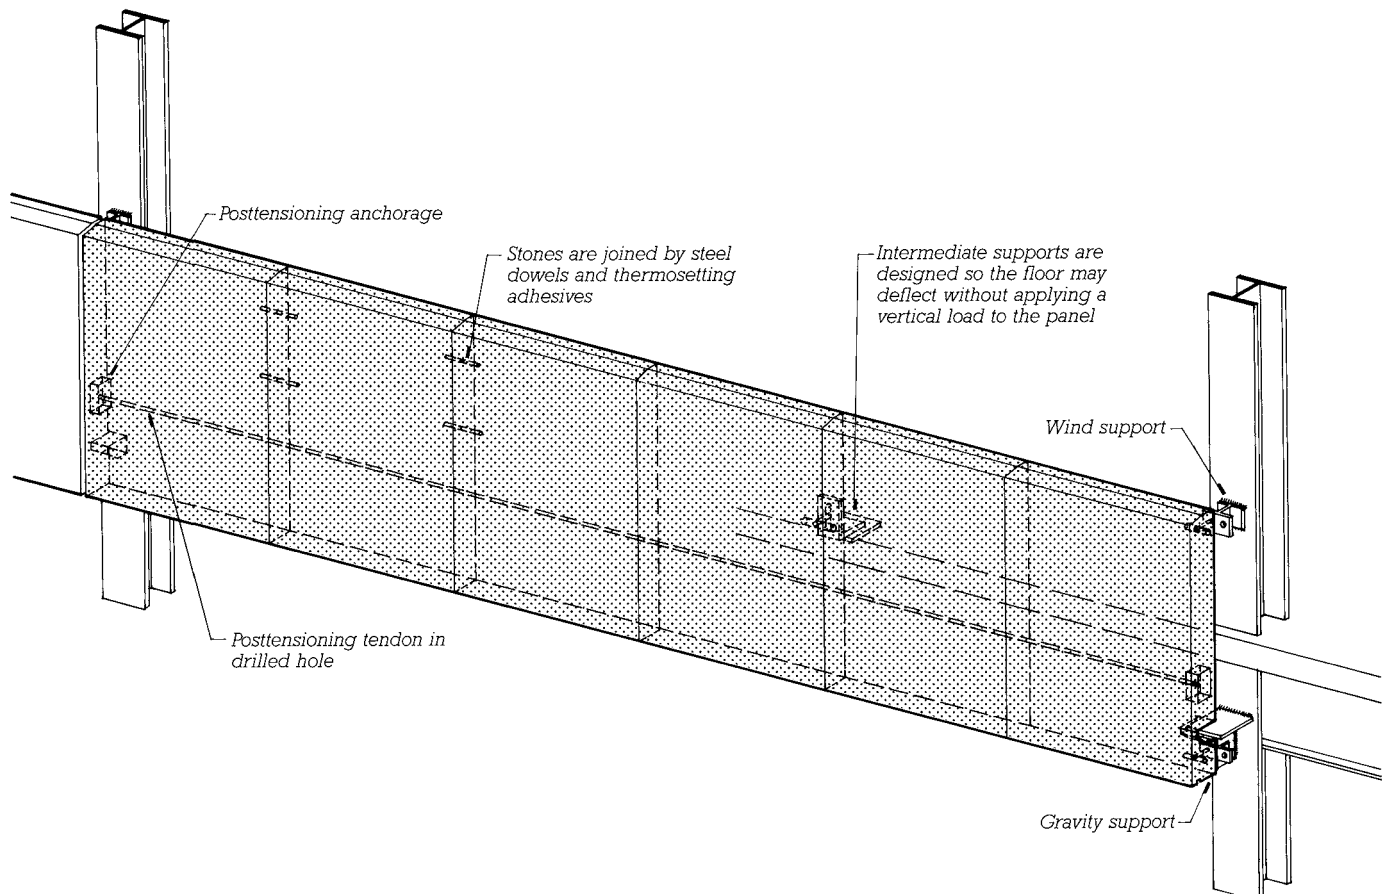 Posttensioning anchorage
Stones are joined by steel
dowels and thermosetting
adhesives
Intermediate supports are
designed so the floor may
deflect without applying a
vertical load to the panel
Wind support
Posttensioning tendon in
drilled hole
Gravity support